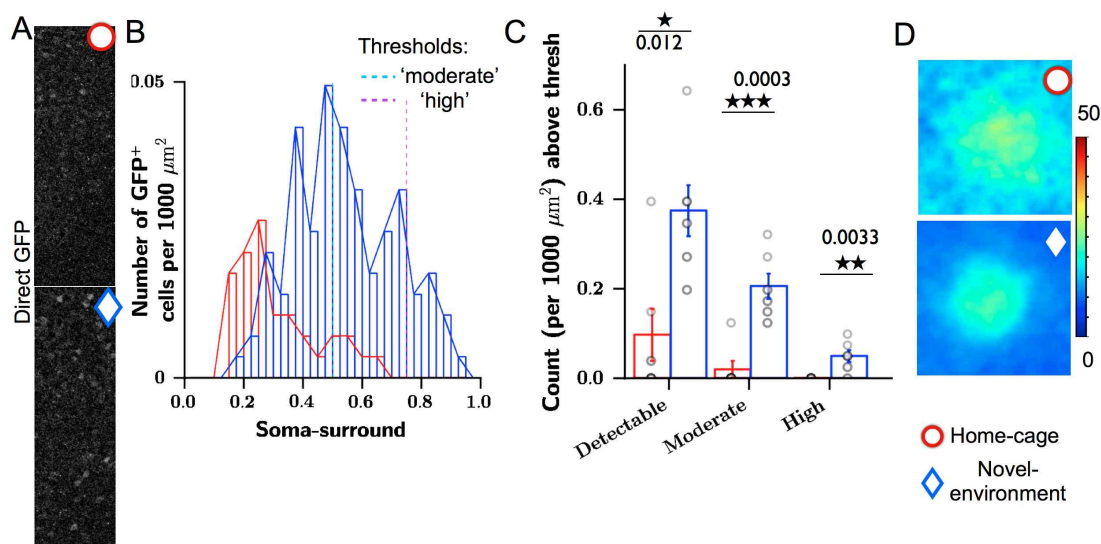 A
Direct GFP
B
Thresholds:
'moderate'
'high'
Number of GFP⁺
cells per 1000 μm²
0.05
0
0.0
0.2
0.4
0.6
0.8
1.0
Soma-surround
C
★
0.012
0.0003
★★★
0.0033
★★
Count (per 1000 μm²) above thresh
0.6
0.4
0.2
0.0
Detectable
Moderate
High
D
50
0
Home-cage
Novel-
environment